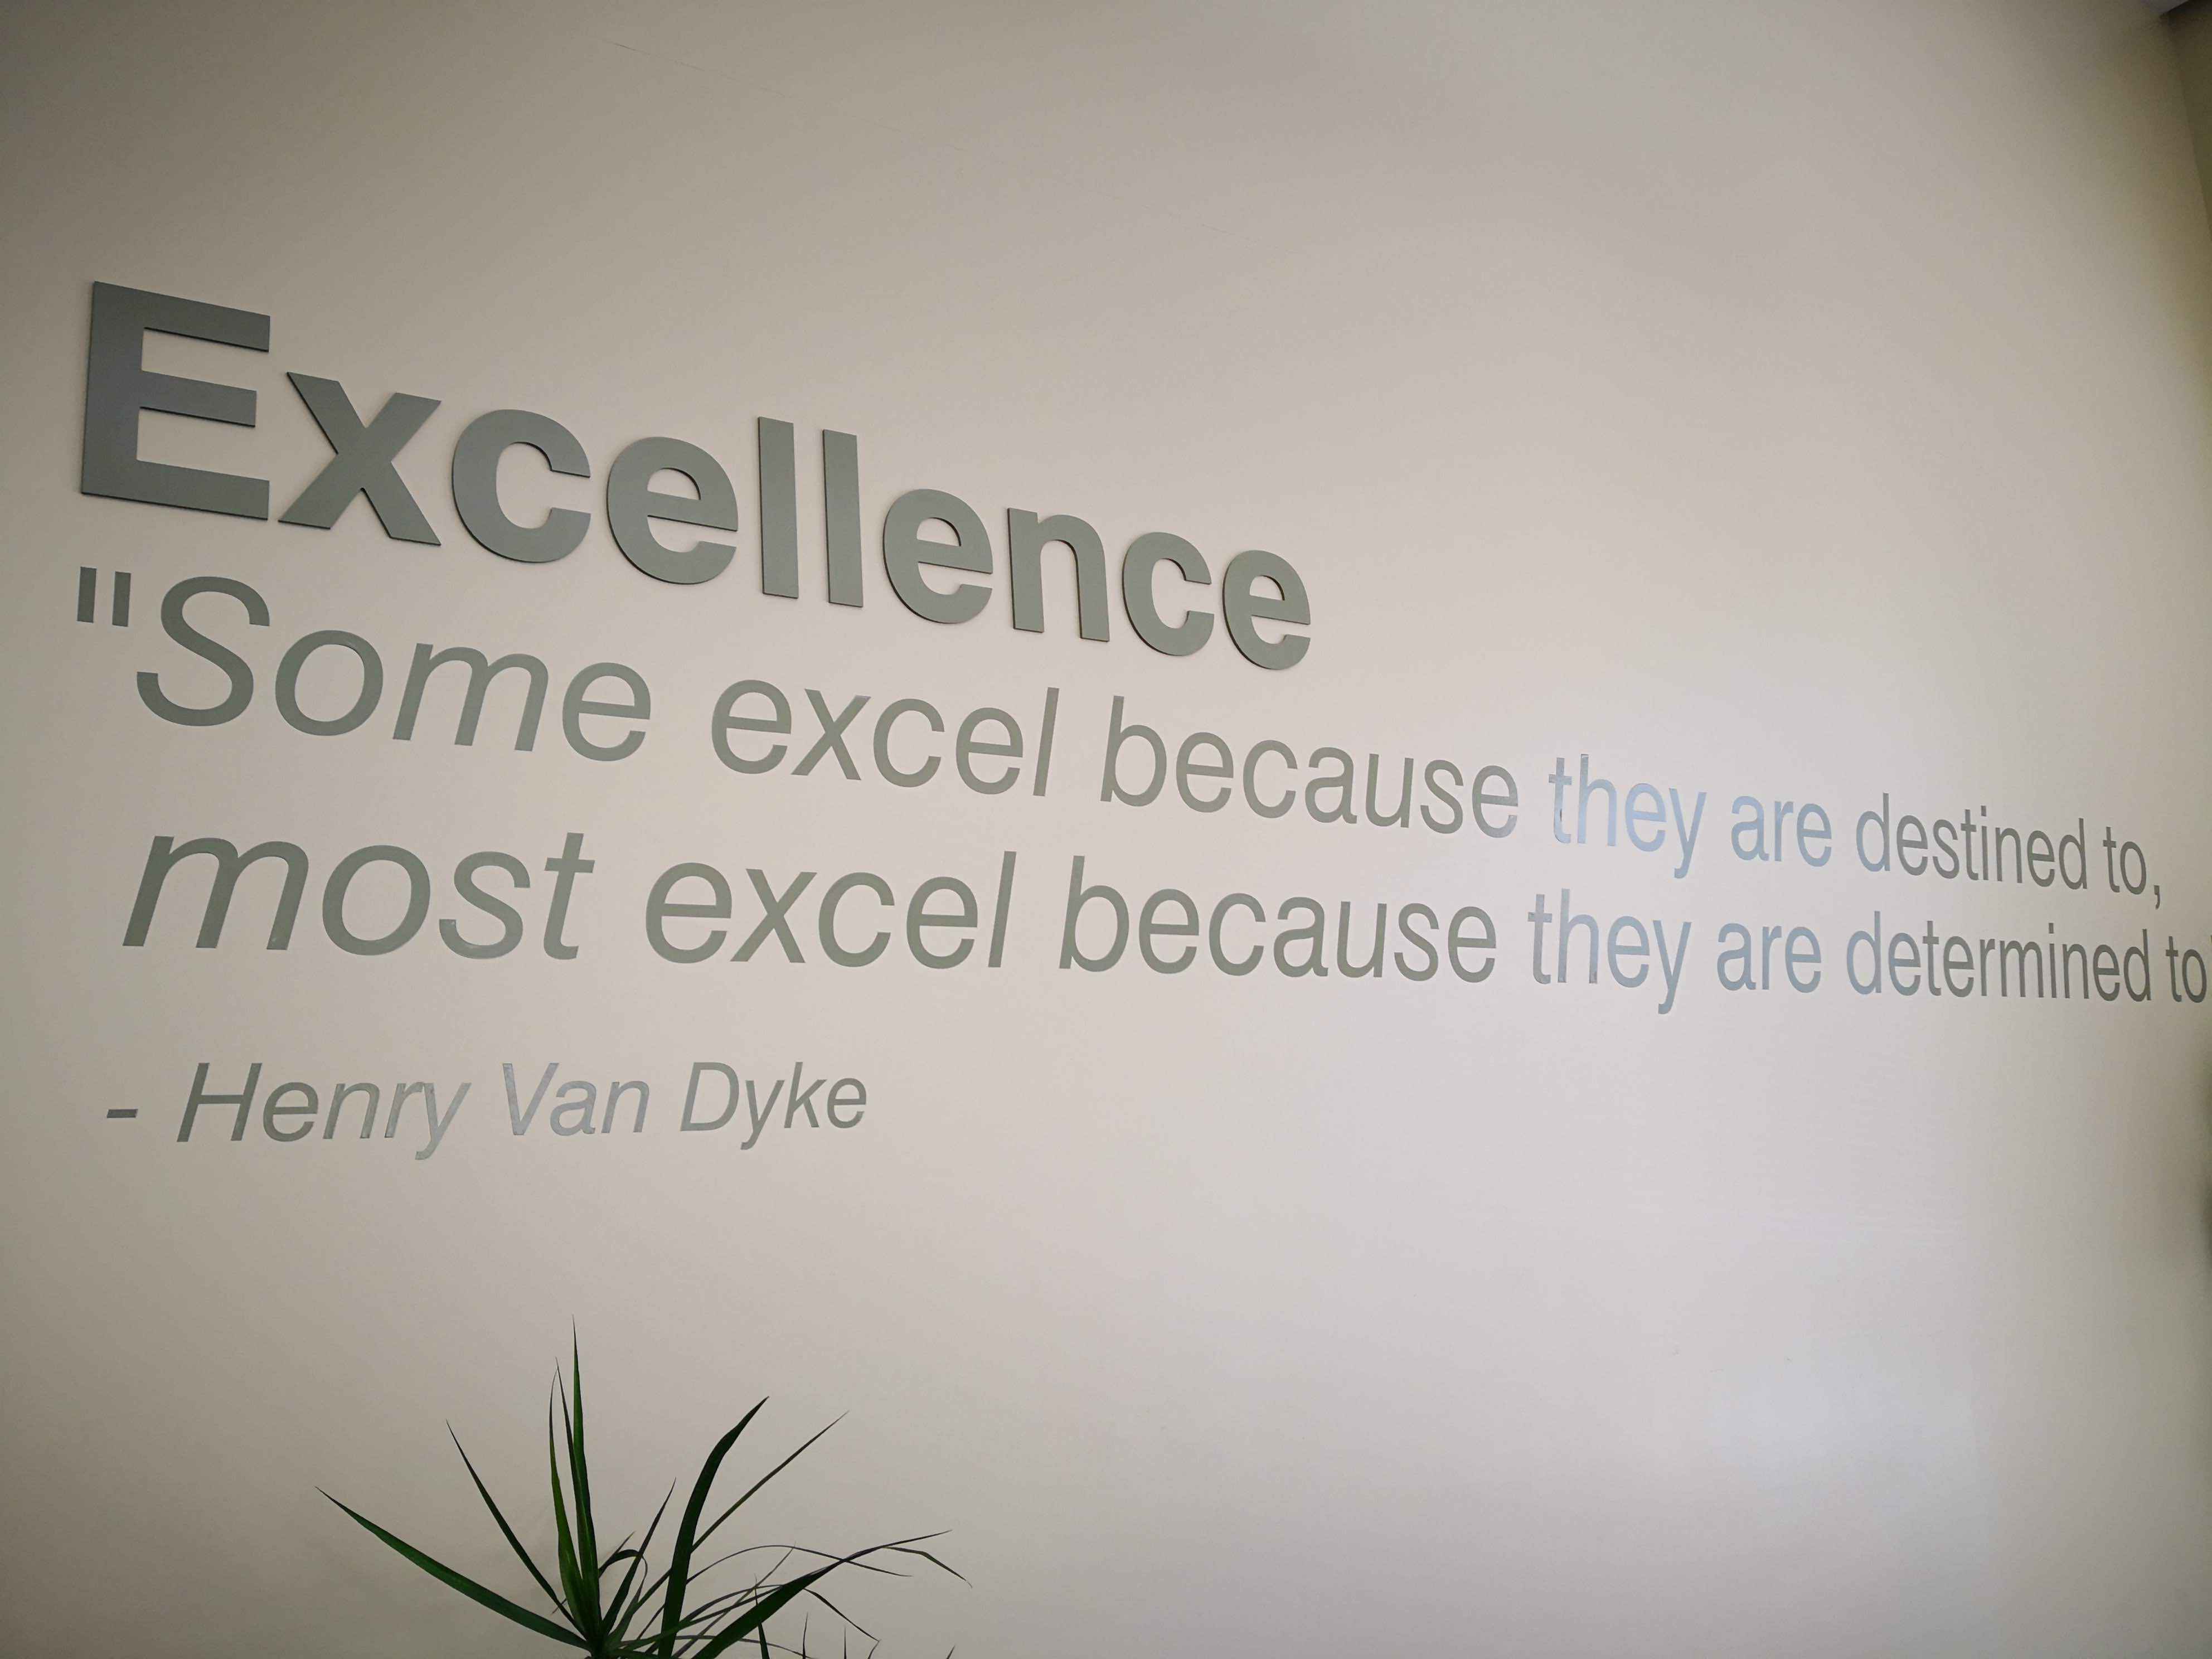 Excellence
"Some excel because they are destined to,
most excel because they are determined to"
- Henry Van Dyke